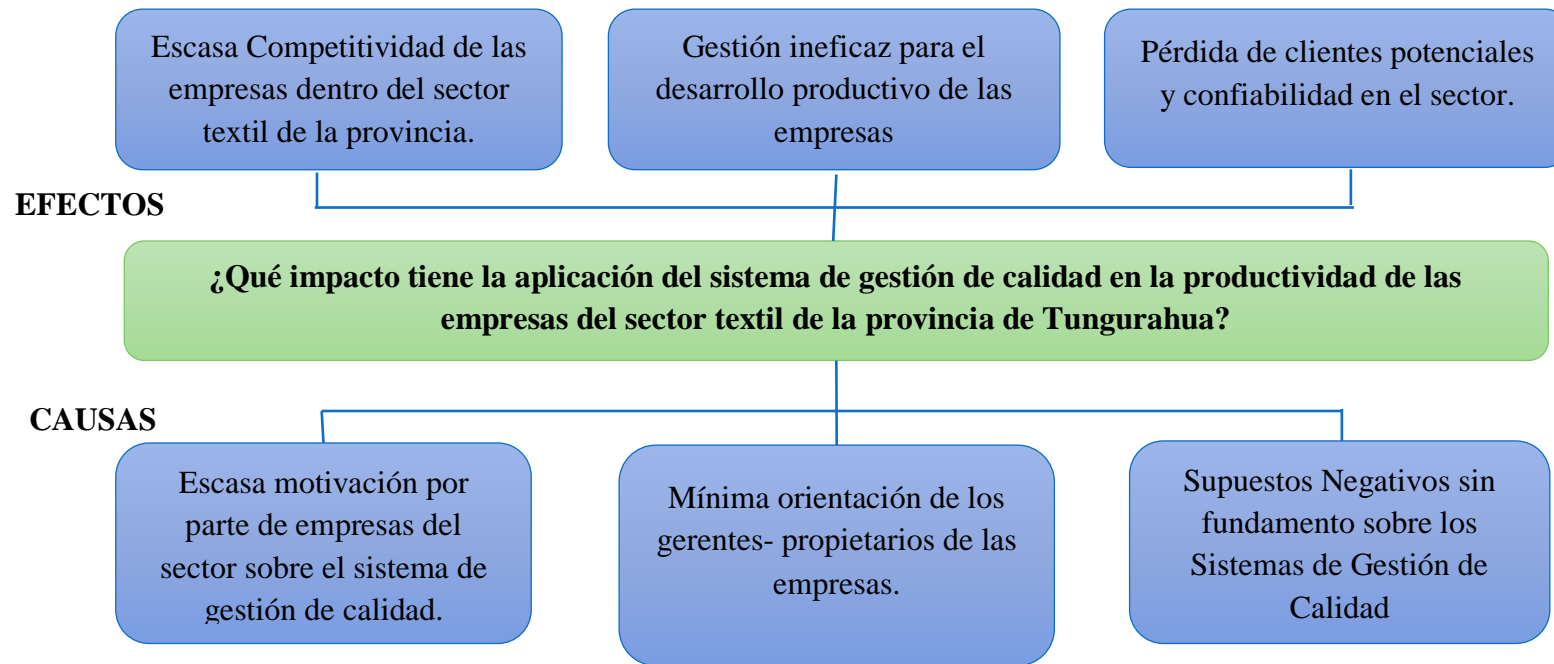 Escasa Competitividad de las
empresas dentro del sector
textil de la provincia.
Gestión ineficaz para el
desarrollo productivo de las
empresas
Pérdida de clientes potenciales
y confiabilidad en el sector.
EFECTOS
¿Qué impacto tiene la aplicación del sistema de gestión de calidad en la productividad de las
empresas del sector textil de la provincia de Tungurahua?
CAUSAS
Escasa motivación por
parte de empresas del
sector sobre el sistema de
gestión de calidad.
Mínima orientación de los
gerentes- propietarios de las
empresas.
Supuestos Negativos sin
fundamento sobre los
Sistemas de Gestión de
Calidad